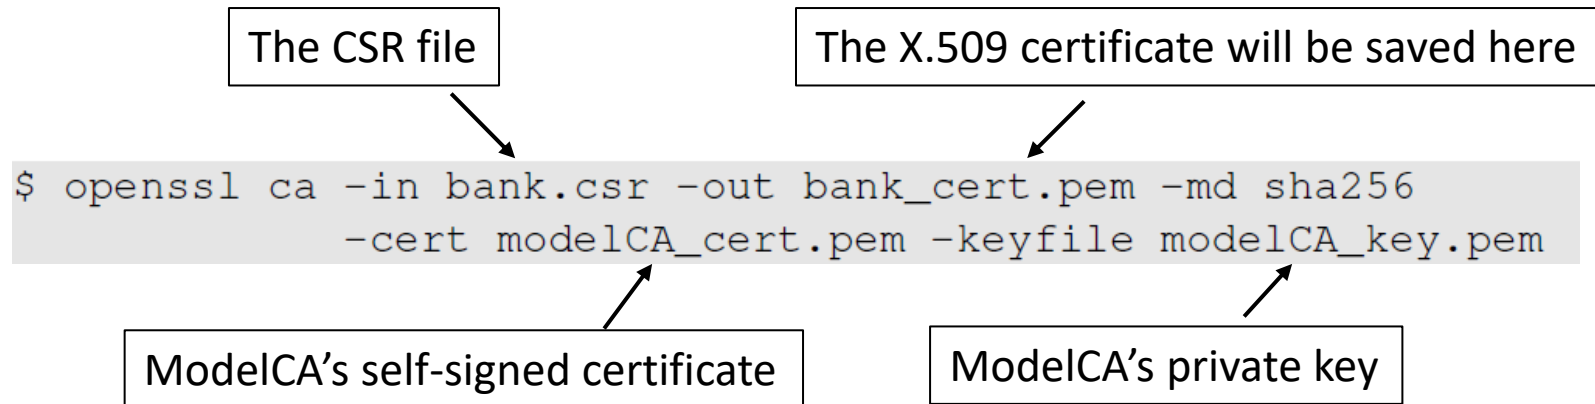 The CSR file
The X.509 certificate will be saved here
$ openssl ca -in bank.csr -out bank_cert.pem -md sha256
-cert modelCA_cert.pem -keyfile modelCA_key.pem
ModelCA’s self-signed certificate
ModelCA’s private key